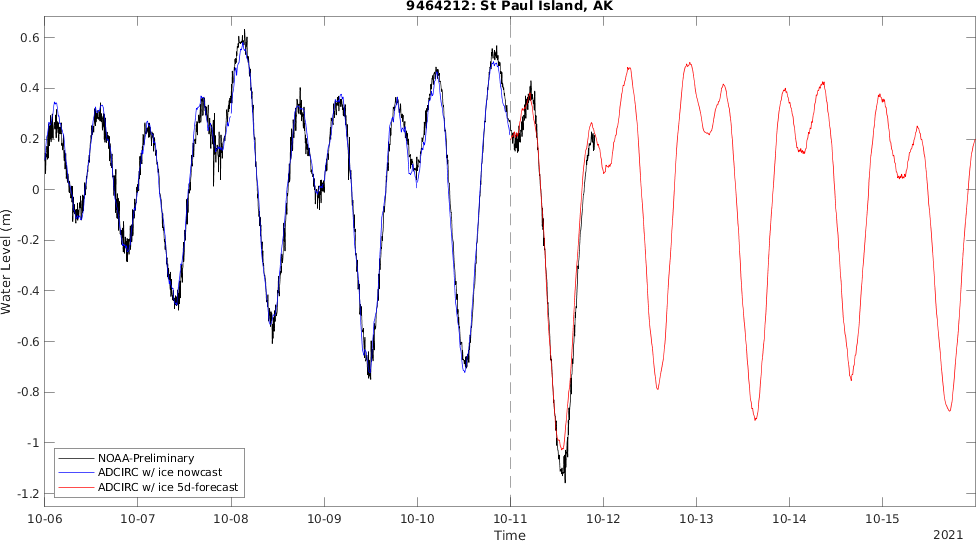 9464212: St Paul Island, AK
0.6
0.4
0.2
0
-0.2
-0.4
-0.6
-0.8
-1
-1.2
Water Level (m)
NOAA-Preliminary
ADCIRC w/ ice nowcast
ADCIRC w/ ice 5d-forecast
10-06 10-07 10-08 10-09 10-10 10-11 10-12 10-13 10-14 10-15
Time
2021